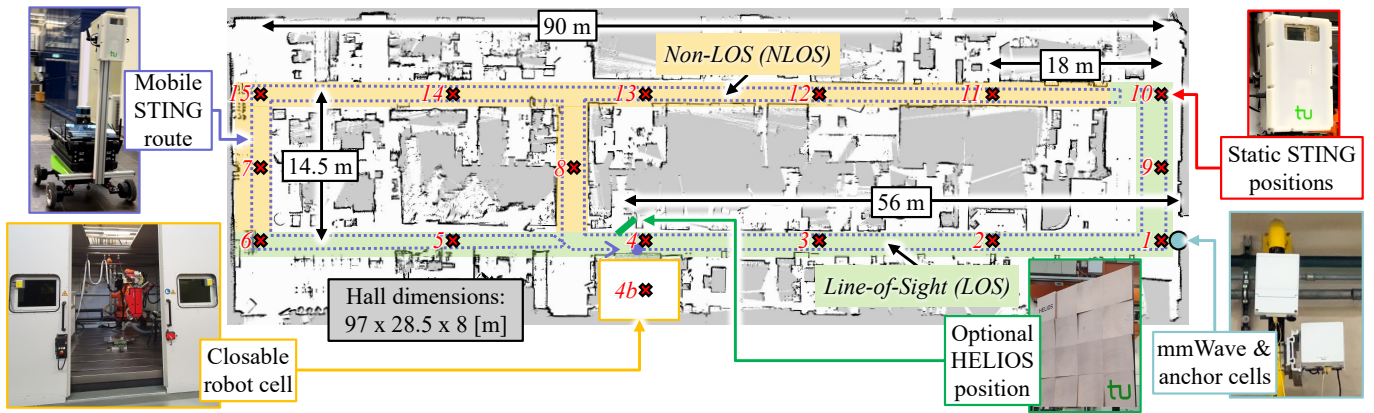 90 m
Non-LOS (NLOS)
18 m
tu
Mobile
STING
route
15
14
13
12
11
10
tu
14.5 m
7
8
9
Static STING
positions
56 m
6
5
4
3
2
1
Line-of-Sight (LOS)
4b
Hall dimensions:
97 x 28.5 x 8 [m]
HELIOS
tu
Closable
robot cell
Optional
HELIOS
position
mmWave &
anchor cells